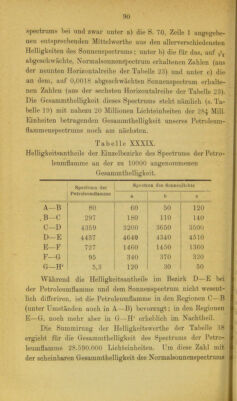 90
spectrums bei und zwar unter a) die S. 70, Zeile 1 angegebe-
nen entsprechenden Mittelwerthe aus den allerverschiedensten
Helligkeiten des Sonnenspectrums; unter b) die für das, auf
abgeschwächte, Normalsonnenspectrum erhaltenen Zahlen (aus
der neunten Horizontalreihe der Tabelle 23) und unter c) die
an dem, auf 0,0018 abgeschwächten Sonnenspectrum erhalte-
nen Zahlen (aus der sechsten Horizontalreihe der Tabelle 23).
Die Gesammthelligkeit dieses Spectrums steht nämlich (s. Ta-
belle 19) mit nahem 20 Millionen Lichteinheiten der 28¼ Mill.
Einheiten betragenden Gesammthelligkeit unseres Petroleum-
flammenspectrums noch am nächsten.
Tabelle XXXIX.
Helligkeitsantheile der Einzelbezirke des Spectrums der Petro-
leumflamme an der zu 10000 angenommenen
Gesammthelligkeit.
Spectrum der Petroleumflamme Spectrum des Sonnenlichts
a b c
A—B 80 60 50 120
B—C 297 180 110 140
C—D 4359 3200 3650 3500
D—E 4437 4649 4340 4510
E—F 727 1460 1450 1360
F—G 95 340 370 320
G—H' 5,3 120 30 50
Während die Helligkeitsantheile im Bezirk D—E bei
der Petroleumflamme und dem Sonnenspectrum nicht wesent-
lich differiren, ist die Petroleumflamme in den Regionen C—B
(unter Umständen auch in A—B) bevorzugt; in den Regionen
E—G, noch mehr aber in G—H' erheblich im Nachtheil.
Die Summirung der Helligkeitswerthe der Tabelle 38
ergiebt für die Gesammthelligkeit des Spectrums der Petro-
leumflamme 28.590,000 Lichteinheiten. Um diese Zahl mit
der scheinbaren Gesammthelligkeit des Normalsonnenspectrums